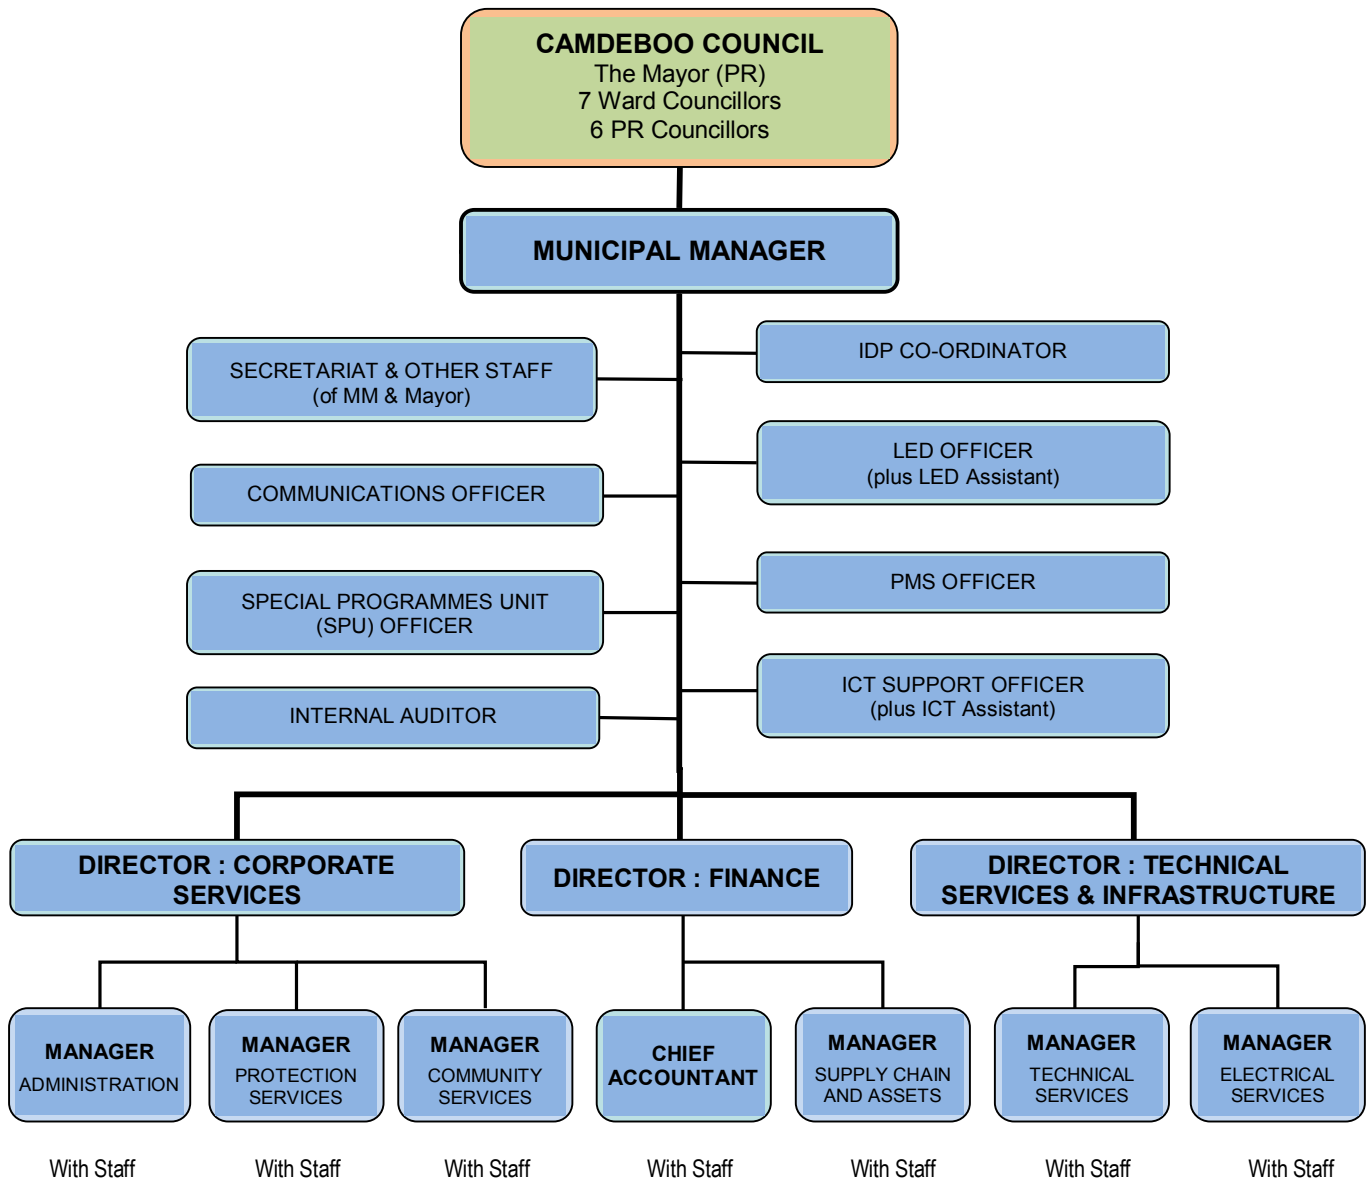 CAMDEBOO COUNCIL
The Mayor (PR)
7 Ward Councillors
6 PR Councillors
MUNICIPAL MANAGER
SECRETARIAT & OTHER STAFF
(of MM & Mayor)
IDP CO-ORDINATOR
COMMUNICATIONS OFFICER
LED OFFICER
(plus LED Assistant)
SPECIAL PROGRAMMES UNIT
(SPU) OFFICER
PMS OFFICER
INTERNAL AUDITOR
ICT SUPPORT OFFICER
(plus ICT Assistant)
DIRECTOR : CORPORATE
SERVICES
DIRECTOR : FINANCE
DIRECTOR : TECHNICAL
SERVICES & INFRASTRUCTURE
MANAGER
ADMINISTRATION
MANAGER
PROTECTION
SERVICES
MANAGER
COMMUNITY
SERVICES
CHIEF
ACCOUNTANT
MANAGER
SUPPLY CHAIN
AND ASSETS
MANAGER
TECHNICAL
SERVICES
MANAGER
ELECTRICAL
SERVICES
With Staff
With Staff
With Staff
With Staff
With Staff
With Staff
With Staff